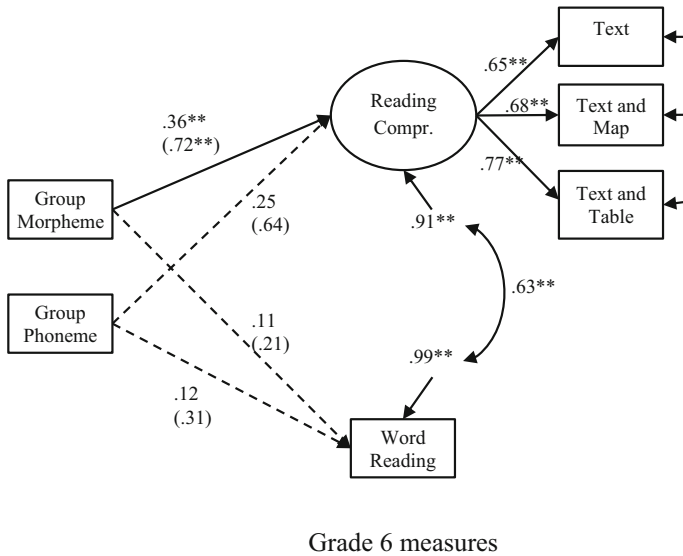 Text
.65**
Reading
Compr.
.68**
Text and
Map
.36**
(.72**)
.77**
Group
Morpheme
.25
(.64)
Text and
Table
.91**
.63**
Group
Phoneme
.11
(.21)
.99**
.12
(.31)
Word
Reading
Grade 6 measures